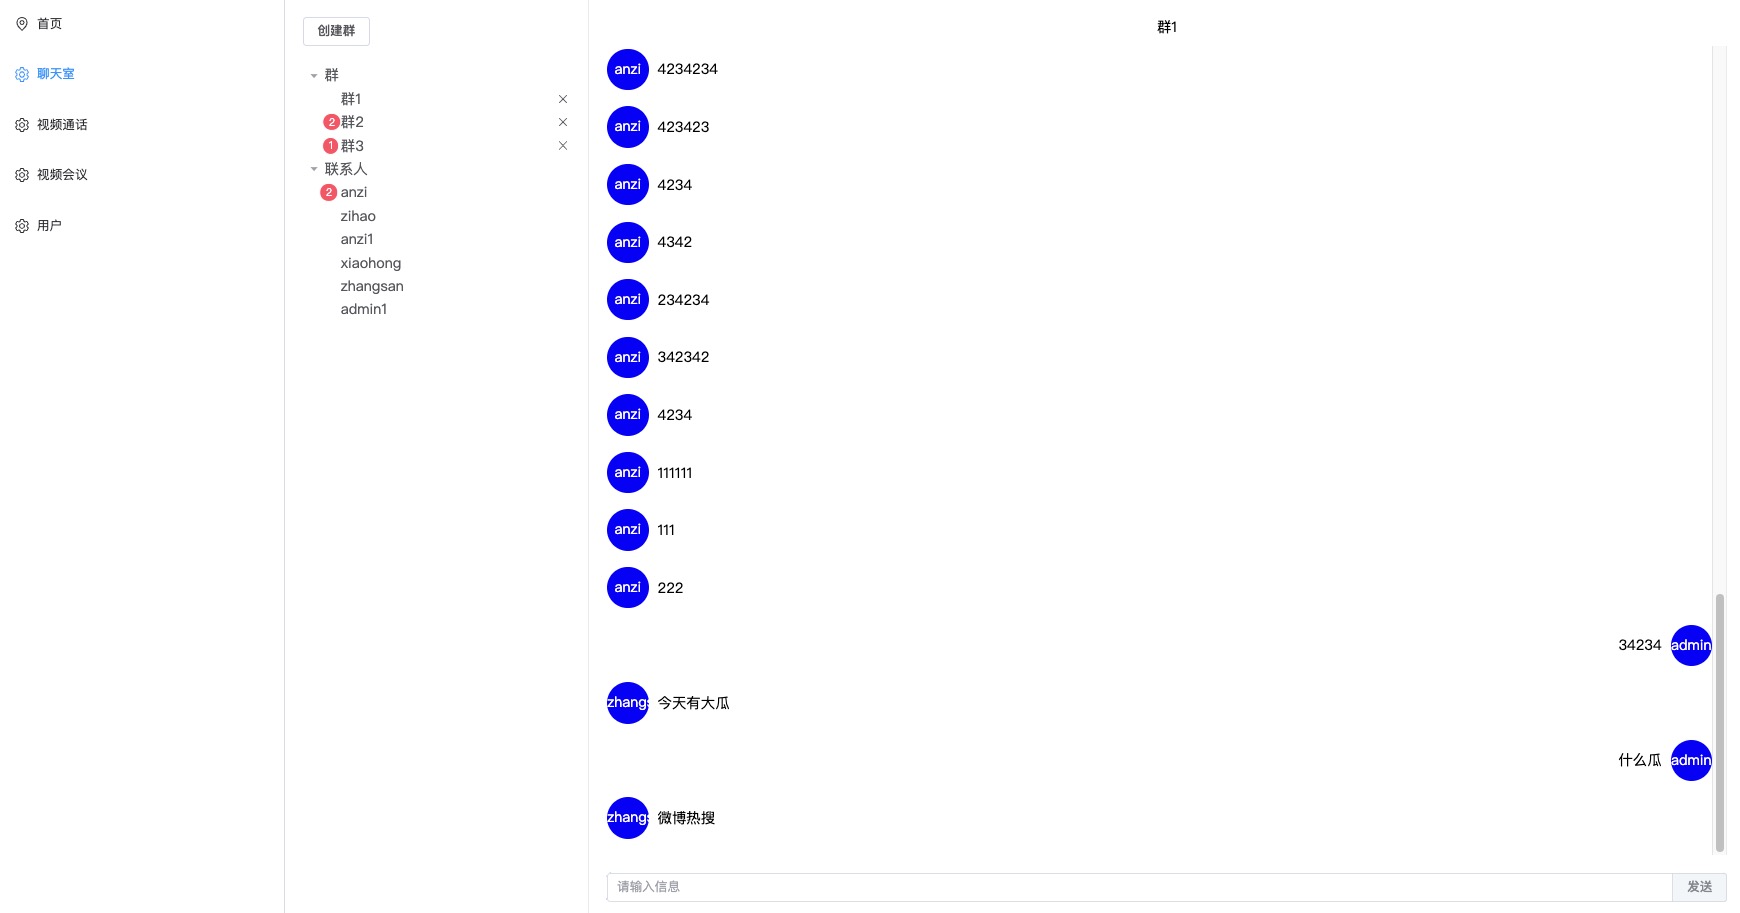 首页
聊天室
视频通话
视频会议
用户
创建群
群
群1
2 群2
1 群3
联系人
2 anzi
zihao
anzi1
xiaohong
zhangsan
admin1
群1
anzi 4234234
anzi 423423
anzi 4234
anzi 4342
anzi 234234
anzi 342342
anzi 4234
anzi 111111
anzi 111
anzi 222
34234 admin
zhangs 今天有大瓜
什么瓜 admin
zhangs 微博热搜
请输入信息 发送